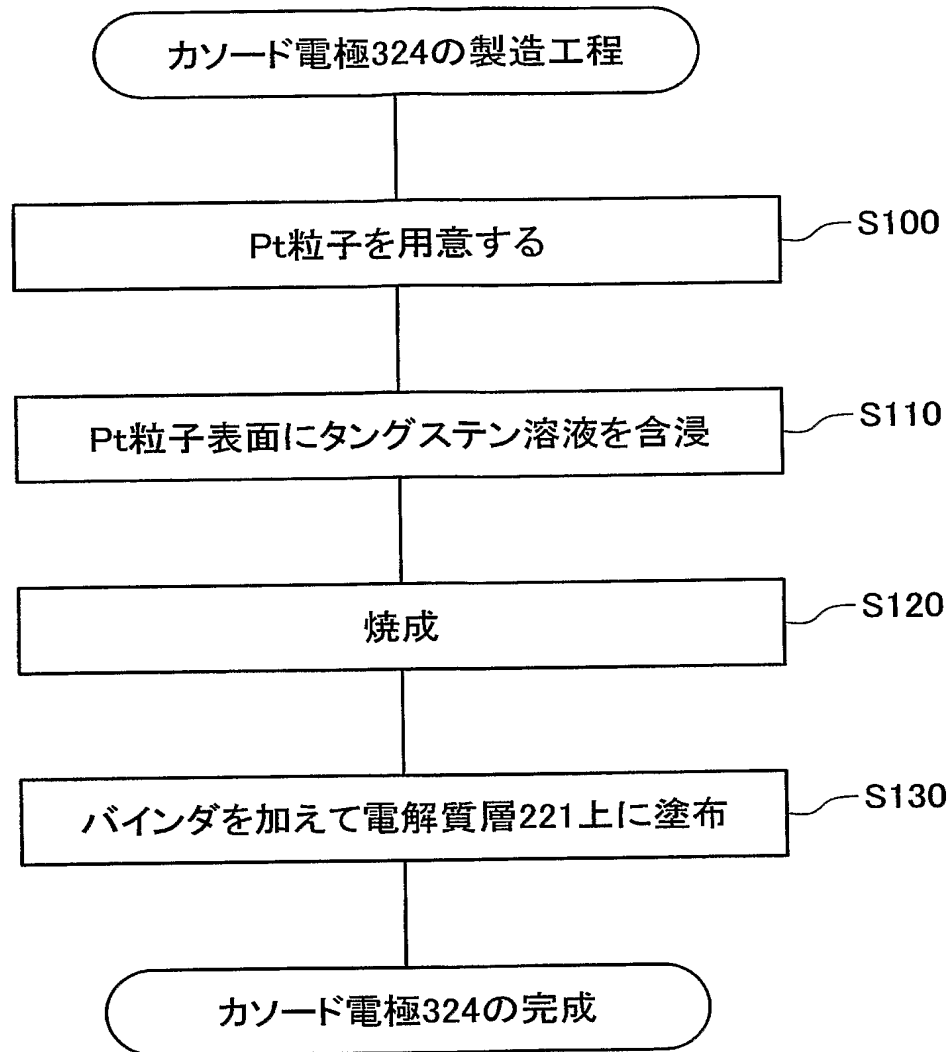 カソード電極324の製造工程
Pt粒子を用意する
S100
Pt粒子表面にタングステン溶液を含浸
S110
焼成
S120
バインダを加えて電解質層221上に塗布
S130
カソード電極324の完成